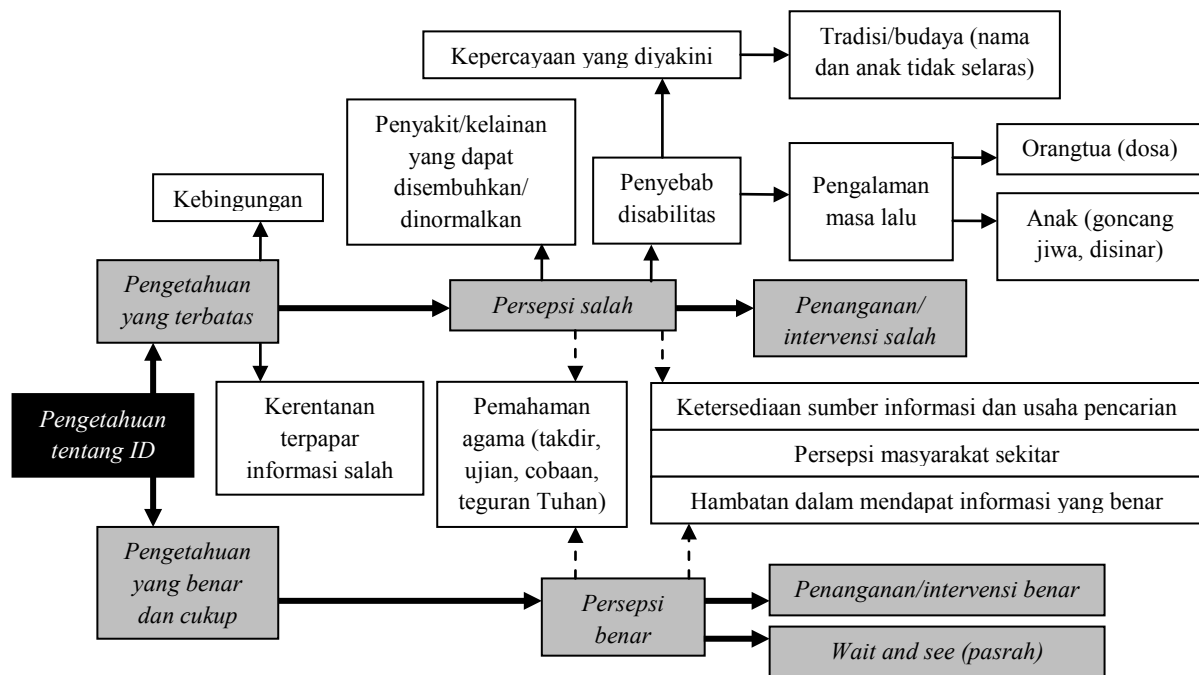 Kepercayaan yang diyakini
Tradisi/budaya (nama
dan anak tidak selaras)
Penyakit/kelainan
yang dapat
disembuhkan/
dinormalkan
Penyebab
disabilitas
Pengalaman
masa lalu
Orangtua (dosa)
Anak (goncang
jiwa, disinar)
Kebingungan
Pengetahuan
yang terbatas
Persepsi salah
Penanganan/
intervensi salah
Pengetahuan
tentang ID
Kerentanan
terpapar
informasi salah
Pemahaman
agama (takdir,
ujian, cobaan,
teguran Tuhan)
Ketersediaan sumber informasi dan usaha pencarian
Persepsi masyarakat sekitar
Hambatan dalam mendapat informasi yang benar
Pengetahuan
yang benar
dan cukup
Persepsi
benar
Penanganan/intervensi benar
Wait and see (pasrah)